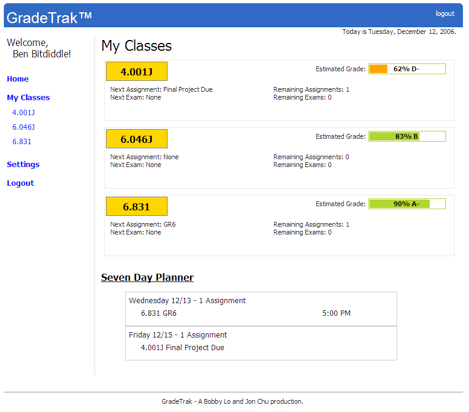 GradeTrak™
logout
Today is Tuesday, December 12, 2006.
Welcome,
Ben Bitdiddle!
Home
My Classes
4.001J
6.046J
6.831
Settings
Logout
My Classes
4.001J
Estimated Grade: 62% D-
Next Assignment: Final Project Due
Remaining Assignments: 1
Next Exam: None
Remaining Exams: 0
6.046J
Estimated Grade: 83% B
Next Assignment: None
Remaining Assignments: 0
Next Exam: None
Remaining Exams: 0
6.831
Estimated Grade: 90% A-
Next Assignment: GR6
Remaining Assignments: 1
Next Exam: None
Remaining Exams: 0
Seven Day Planner
Wednesday 12/13 - 1 Assignment
6.831 GR6 5:00 PM
Friday 12/15 - 1 Assignment
4.001J Final Project Due
GradeTrak - A Bobby Lo and Jon Chu production.